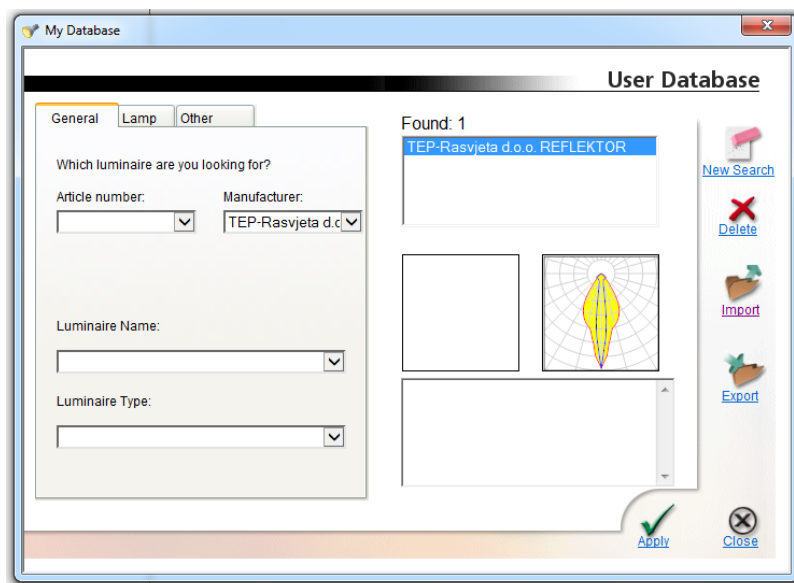 My Database
User Database
General
Lamp
Other
Which luminaire are you looking for?
Article number:
Manufacturer:
TEP-Rasvjeta d.c
Luminaire Name:
Luminaire Type:
Found: 1
TEP-Rasvjeta d.o.o. REFLEKTOR
New Search
Delete
Import
Export
Apply
Close